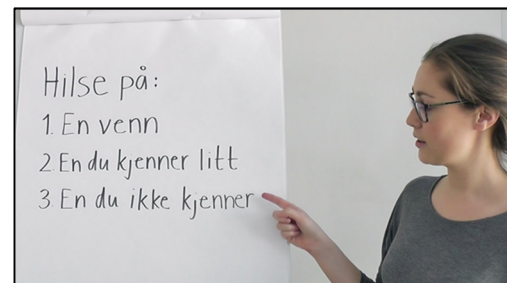 Hilse på:
1. En venn
2. En du kjenner litt
3. En du ikke kjenner